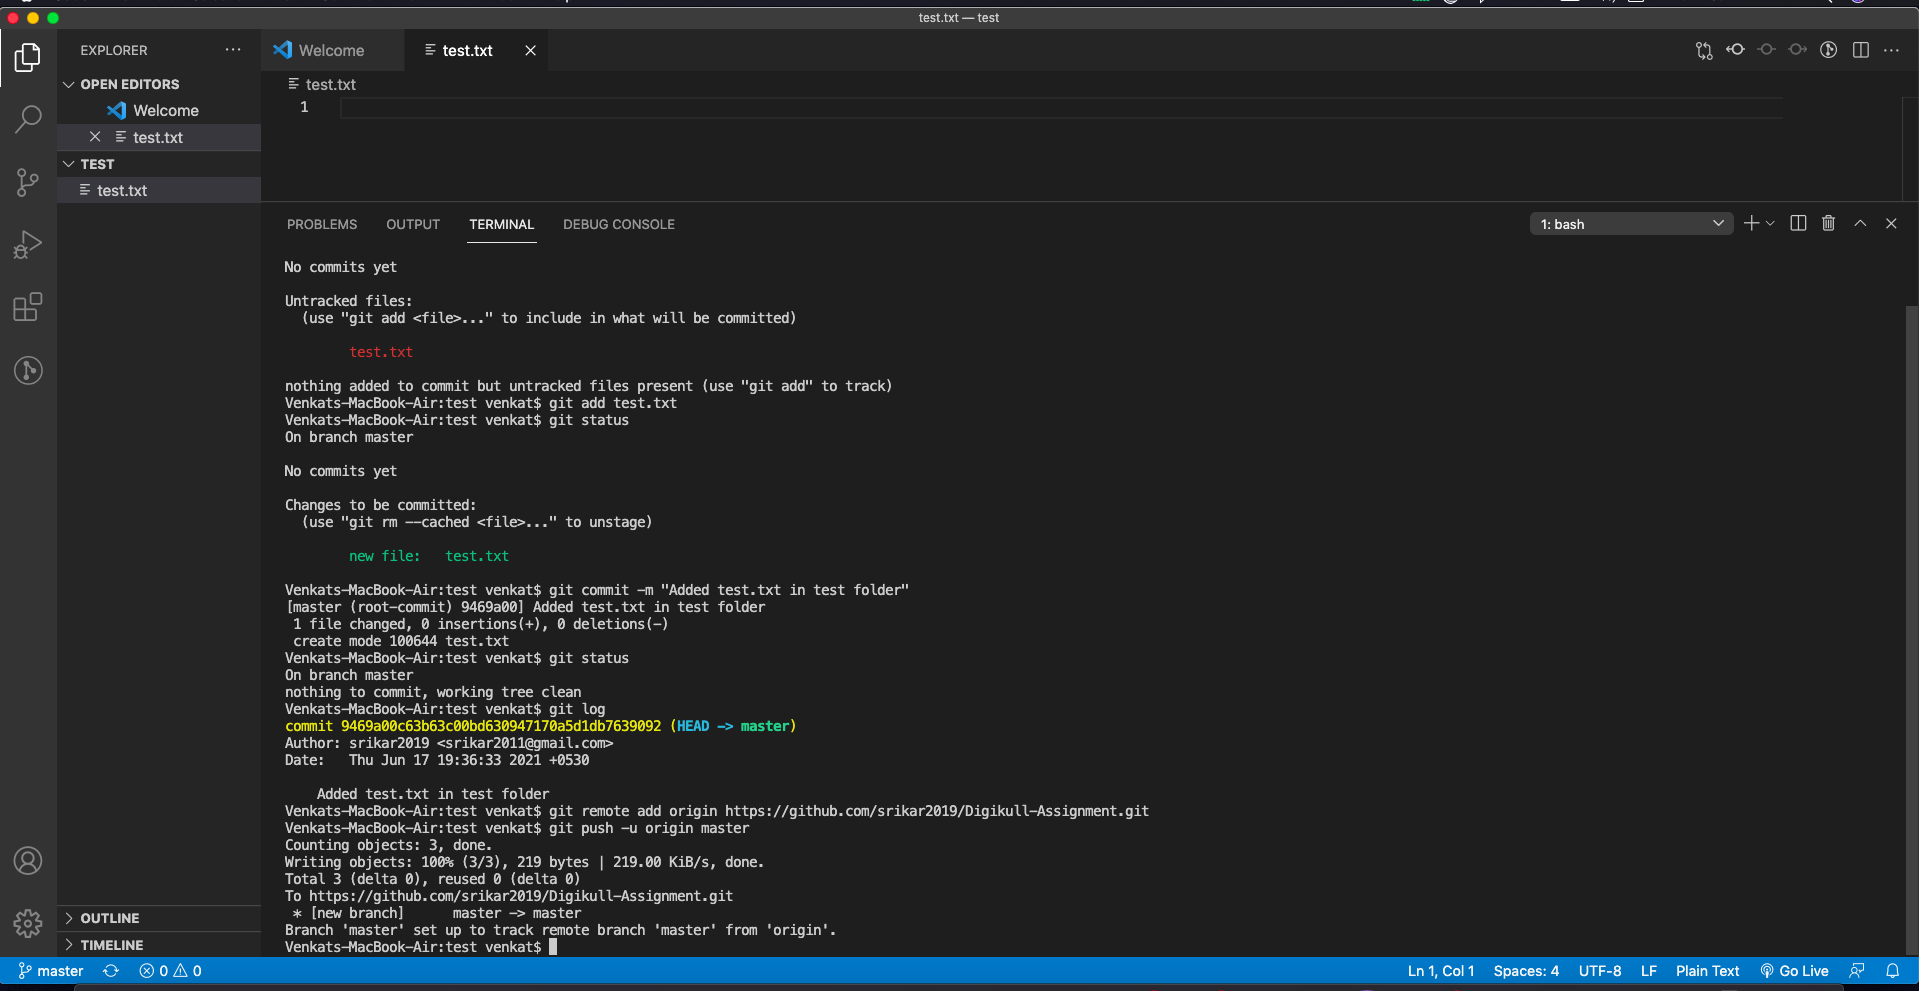 test.txt — test
EXPLORER
Welcome
test.txt
OPEN EDITORS
Welcome
test.txt
TEST
test.txt
test.txt
1
PROBLEMS OUTPUT TERMINAL DEBUG CONSOLE
1: bash
No commits yet
Untracked files:
(use "git add <file>..." to include in what will be committed)
test.txt
nothing added to commit but untracked files present (use "git add" to track)
Venkats-MacBook-Air:test venkat$ git add test.txt
Venkats-MacBook-Air:test venkat$ git status
On branch master
No commits yet
Changes to be committed:
(use "git rm --cached <file>..." to unstage)
new file:   test.txt
Venkats-MacBook-Air:test venkat$ git commit -m "Added test.txt in test folder"
[master (root-commit) 9469a00] Added test.txt in test folder
1 file changed, 0 insertions(+), 0 deletions(-)
create mode 100644 test.txt
Venkats-MacBook-Air:test venkat$ git status
On branch master
nothing to commit, working tree clean
Venkats-MacBook-Air:test venkat$ git log
commit 9469a00c63b63c00bd630947170a5d1db7639092 (HEAD -> master)
Author: srikar2019 <srikar2011@gmail.com>
Date:   Thu Jun 17 19:36:33 2021 +0530
Added test.txt in test folder
Venkats-MacBook-Air:test venkat$ git remote add origin https://github.com/srikar2019/Digikull-Assignment.git
Venkats-MacBook-Air:test venkat$ git push -u origin master
Counting objects: 3, done.
Writing objects: 100% (3/3), 219 bytes | 219.00 KiB/s, done.
Total 3 (delta 0), reused 0 (delta 0)
To https://github.com/srikar2019/Digikull-Assignment.git
* [new branch]      master -> master
Branch 'master' set up to track remote branch 'master' from 'origin'.
Venkats-MacBook-Air:test venkat$
OUTLINE
TIMELINE
master 0 0 Ln 1, Col 1 Spaces: 4 UTF-8 LF Plain Text Go Live